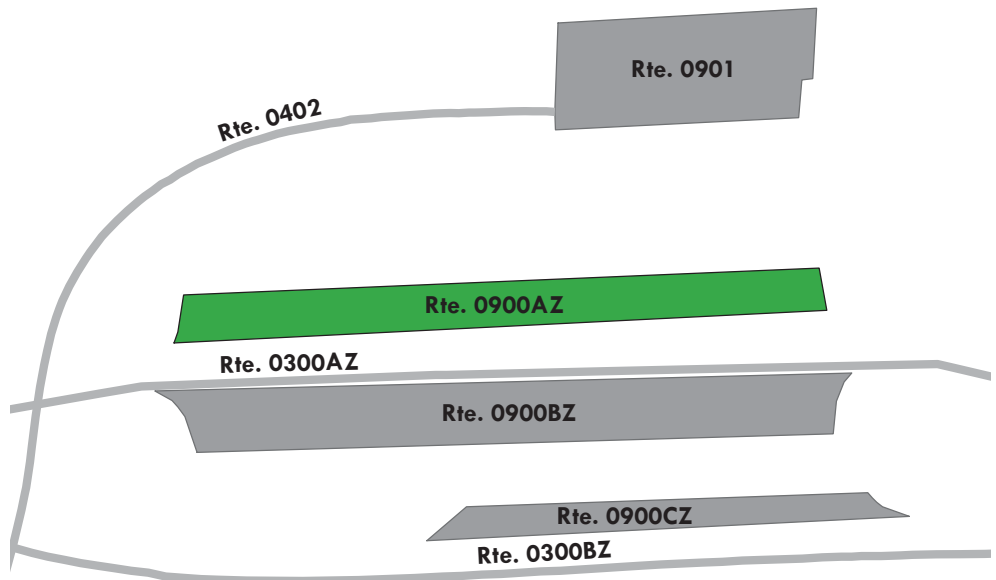 Rte. 0901
Rte. 0402
Rte. 0900AZ
Rte. 0300AZ
Rte. 0900BZ
Rte. 0900CZ
Rte. 0300BZ